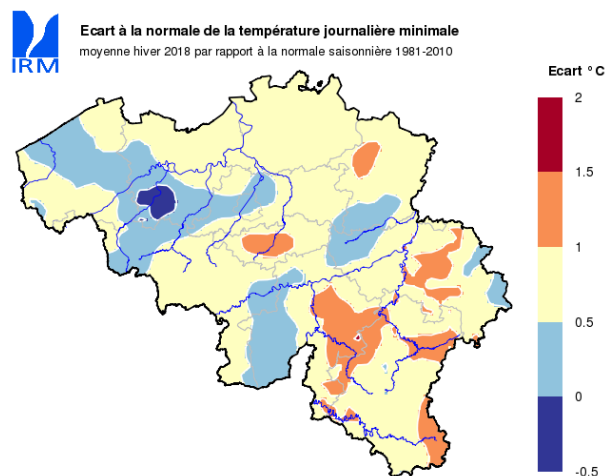 Ecart à la normale de la température journalière minimale
moyenne hiver 2018 par rapport à la normale saisonnière 1981-2010
IRM
Ecart °C
2
1.5
1
0.5
0
-0.5